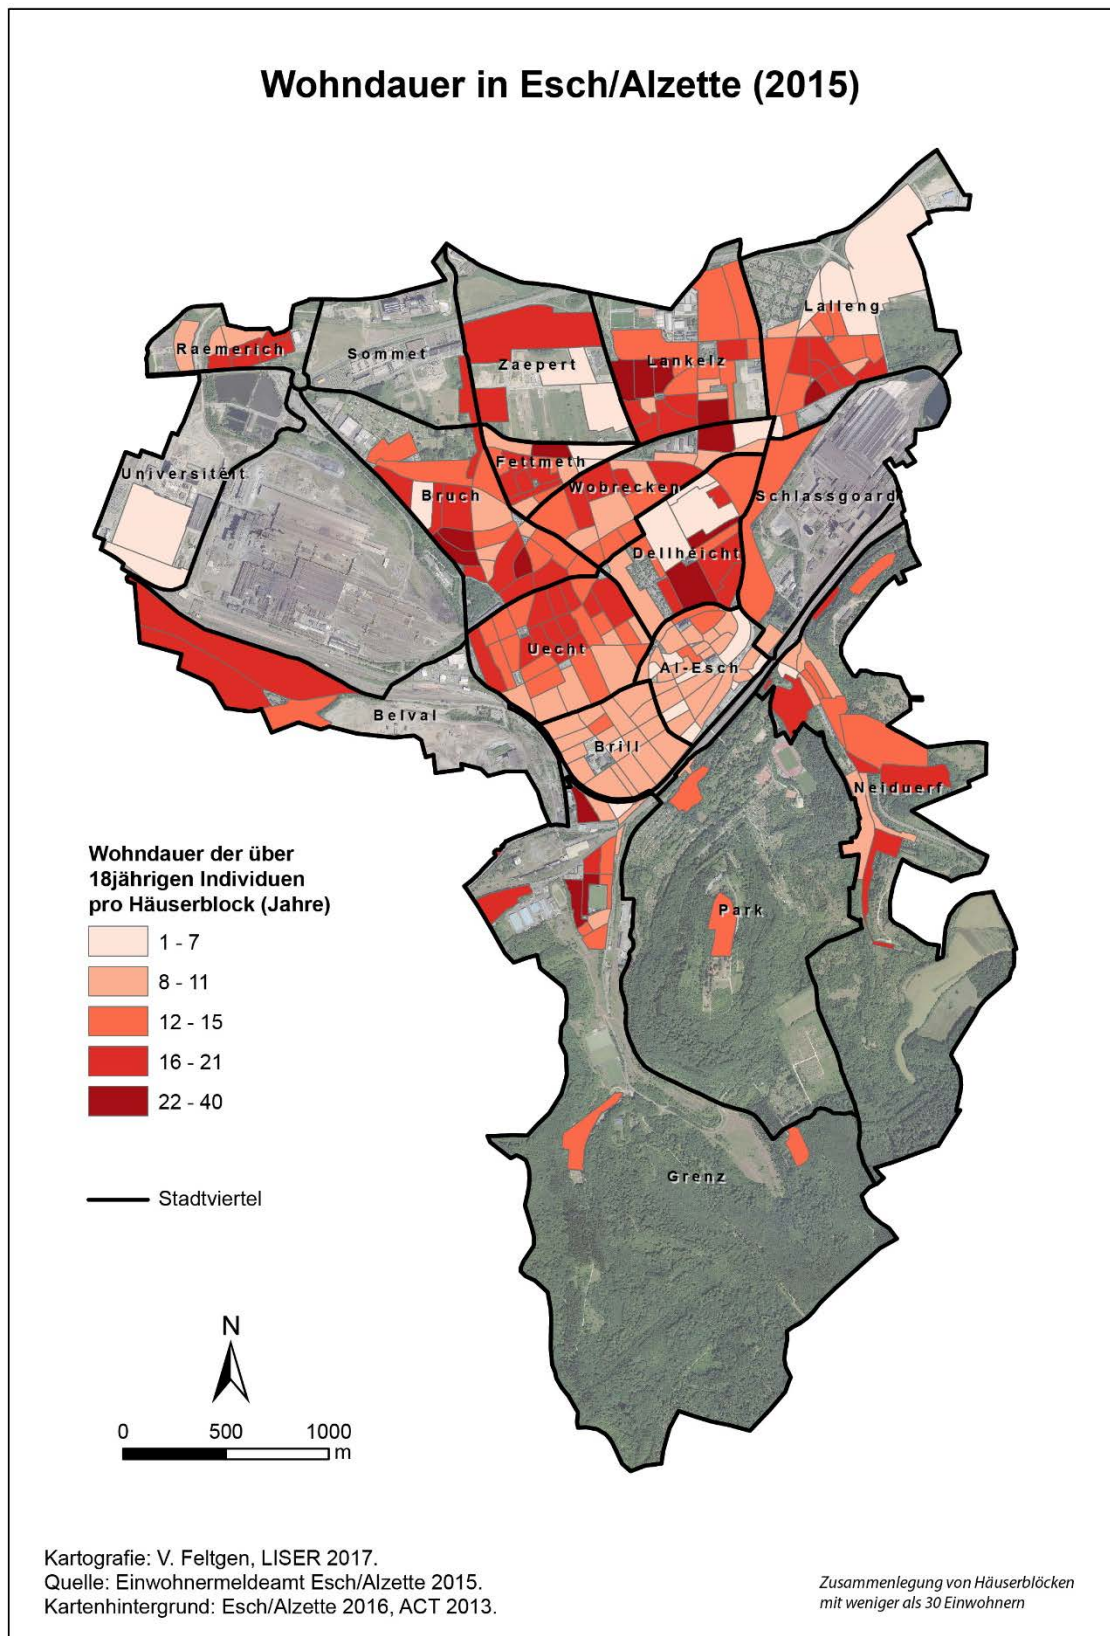 Wohndauer in Esch/Alzette (2015)
Lalleng
Raemerich
Sommet
Zaepert
Lankelz
Universitéit
Fettmeth
Bruch
Wobrecken
Schlassgoard
Dellheicht
Uecht
Al-Esch
Belval
Brill
Neiduerf
Park
Grenz
Wohndauer der über
18jährigen Individuen
pro Häuserblock (Jahre)
1 - 7
8 - 11
12 - 15
16 - 21
22 - 40
Stadtviertel
N
0 500 1000
m
Kartografie: V. Feltgen, LISER 2017.
Quelle: Einwohnermeldeamt Esch/Alzette 2015.
Kartenhintergrund: Esch/Alzette 2016, ACT 2013.
Zusammenlegung von Häuserblöcken
mit weniger als 30 Einwohnern